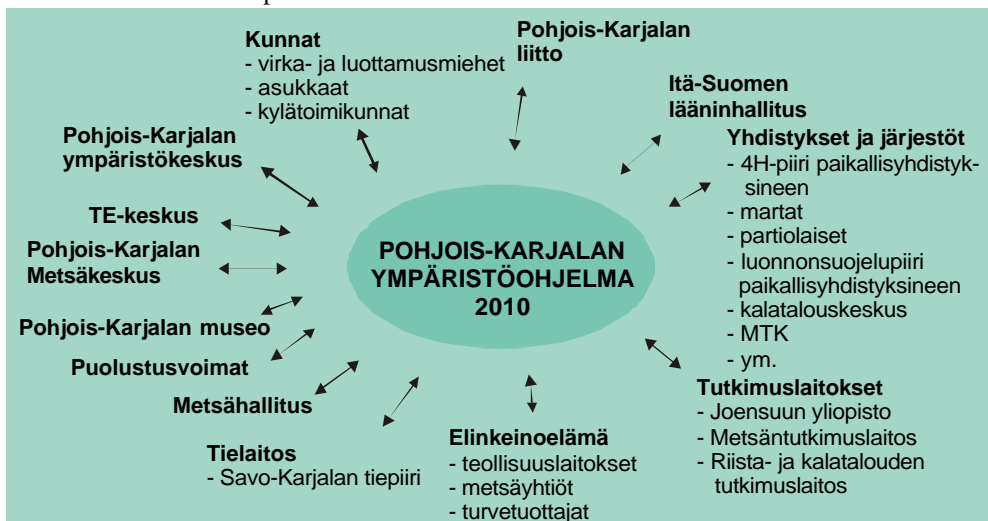 Kunnat
- virka- ja luottamusmiehet
- asukkaat
- kylätoimikunnat
Pohjois-Karjalan
liitto
Itä-Suomen
lääninhallitus
Yhdistykset ja järjestöt
- 4H-piiri paikallisyhdistyk-
sineen
- martat
- partiolaiset
- luonnonsuojelupiiri
paikallisyhdistyksineen
- kalatalouskeskus
- MTK
- ym.
Tutkimuslaitokset
- Joensuun yliopisto
- Metsäntutkimuslaitos
- Riista- ja kalatalouden
tutkimuslaitos
Elinkeinoelämä
- teollisuuslaitokset
- metsäyhtiöt
- turvetuottajat
Tielaitos
- Savo-Karjalan tiepiiri
Metsähallitus
Puolustusvoimat
Pohjois-Karjalan museo
Pohjois-Karjalan
Metsäkeskus
TE-keskus
Pohjois-Karjalan
ympäristökeskus
POHJOIS-KARJALAN
YMPÄRISTÖOHJELMA
2010